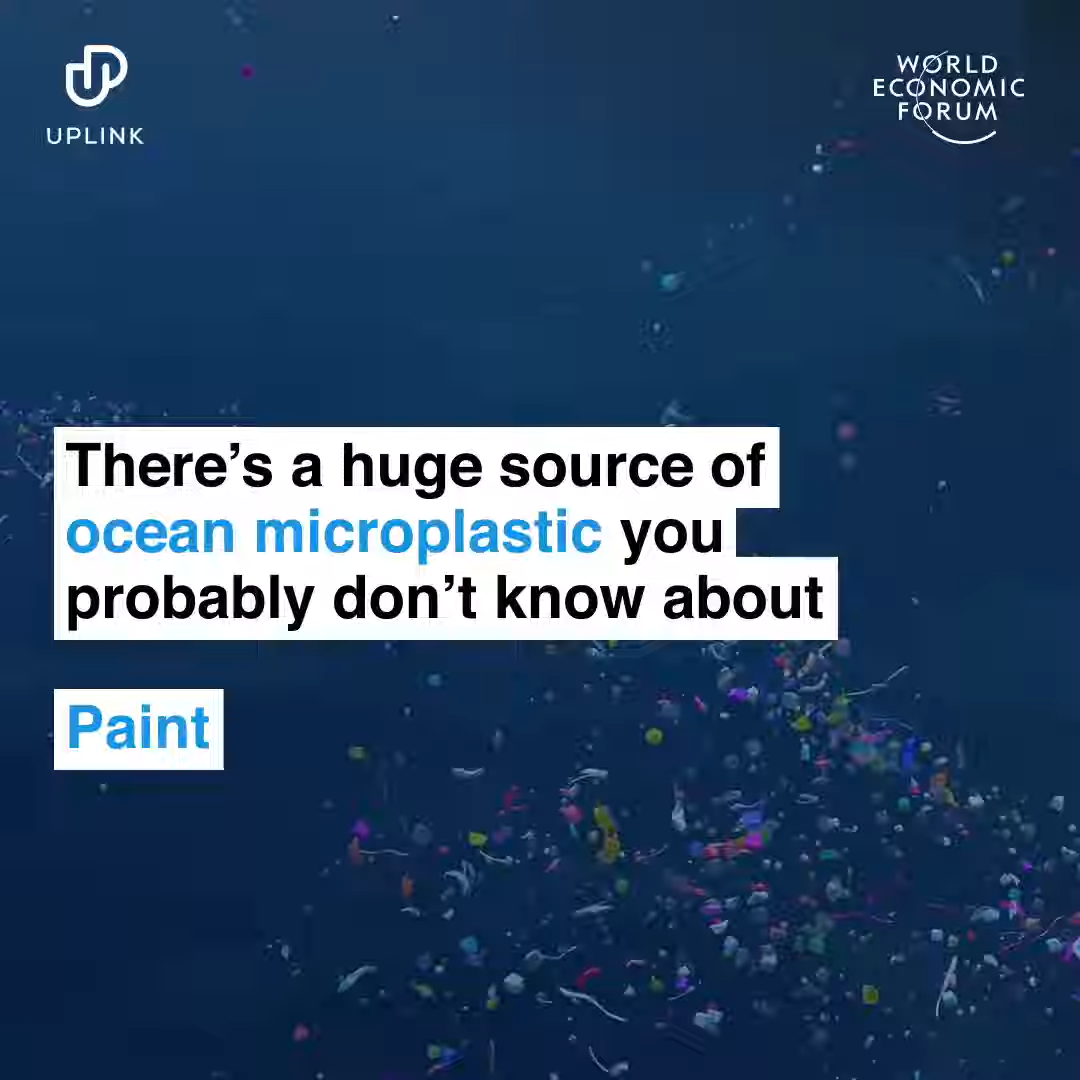 UPLINK
WORLD
ECONOMIC
FORUM
There’s a huge source of
ocean microplastic you
probably don’t know about
Paint